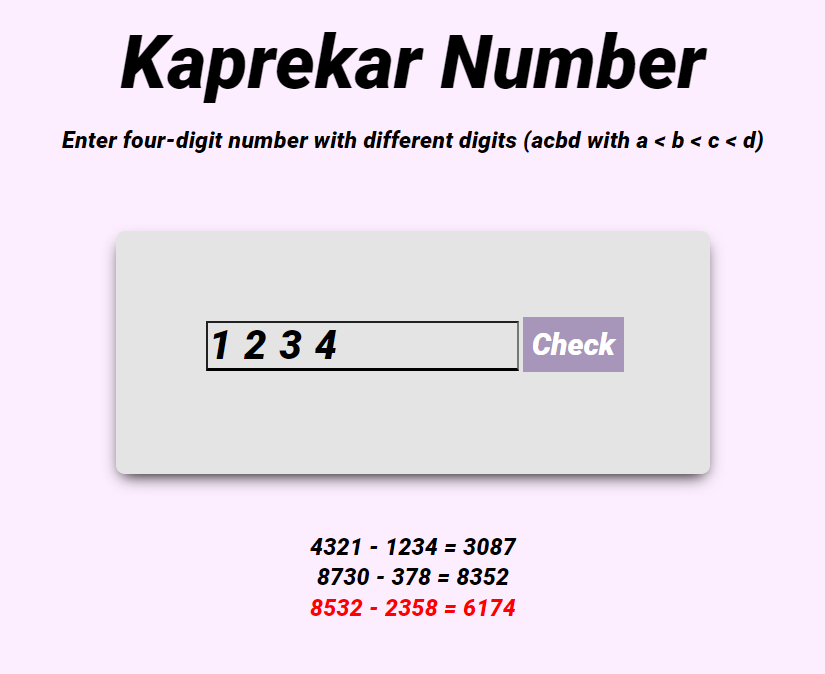 Kaprekar Number
Enter four-digit number with different digits (acbd with a < b < c < d)
1 2 3 4
Check
4321 - 1234 = 3087
8730 - 378 = 8352
8532 - 2358 = 6174